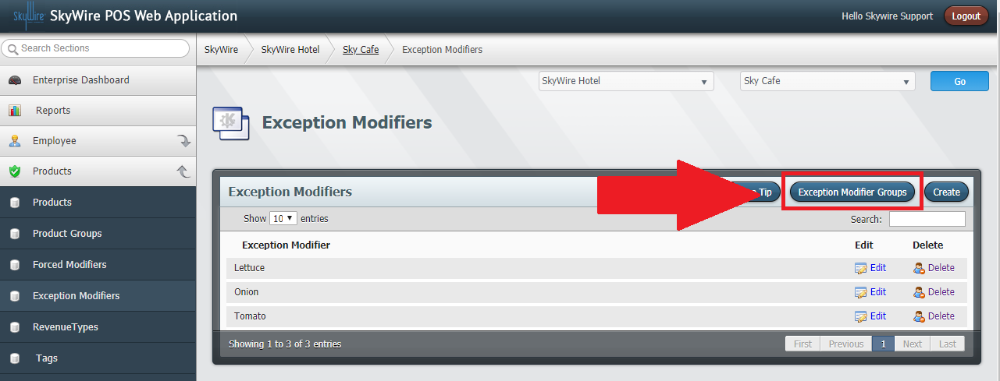 SkyWire SkyWire POS Web Application
Hello Skywire Support Logout
Search Sections
SkyWire SkyWire Hotel Sky Cafe Exception Modifiers
Enterprise Dashboard
SkyWire Hotel Sky Cafe Go
Reports
Exception Modifiers
Employee
Products
Exception Modifiers Tip Exception Modifier Groups Create
Products
Show 10 entries Search:
Product Groups
Exception Modifier Edit Delete
Forced Modifiers
Lettuce Edit Delete
Onion Edit Delete
Exception Modifiers
Tomato Edit Delete
RevenueTypes
Showing 1 to 3 of 3 entries First Previous 1 Next Last
Tags